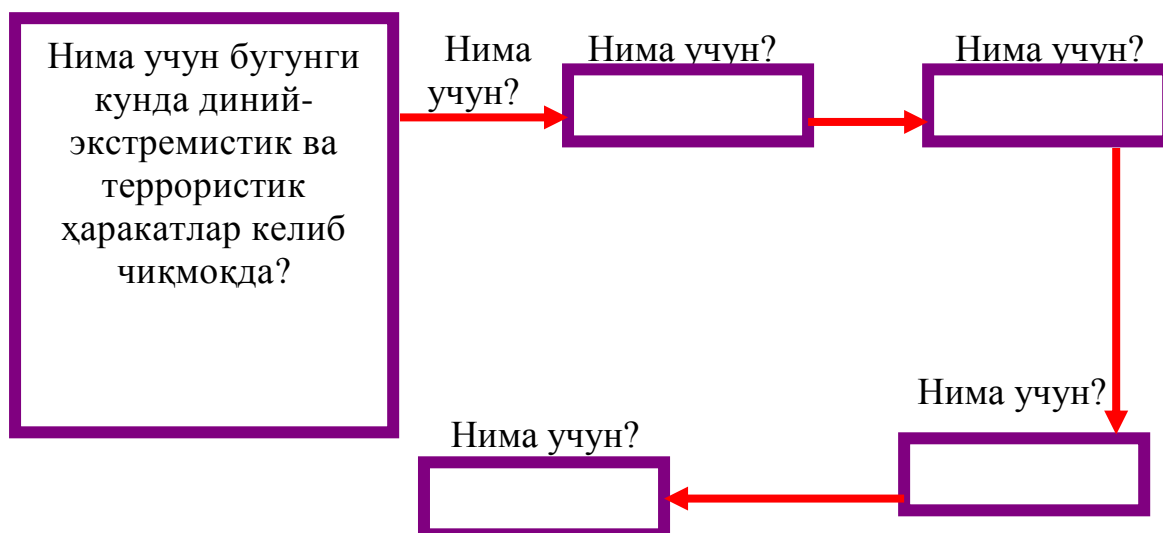 Нима учун бугунги
кунда диний-
экстремистик ва
террористик
ҳаракатлар келиб
чиқмоқда?
Нима
учун?
Нима учун?
Нима учун?
Нима учун?
Нима учун?